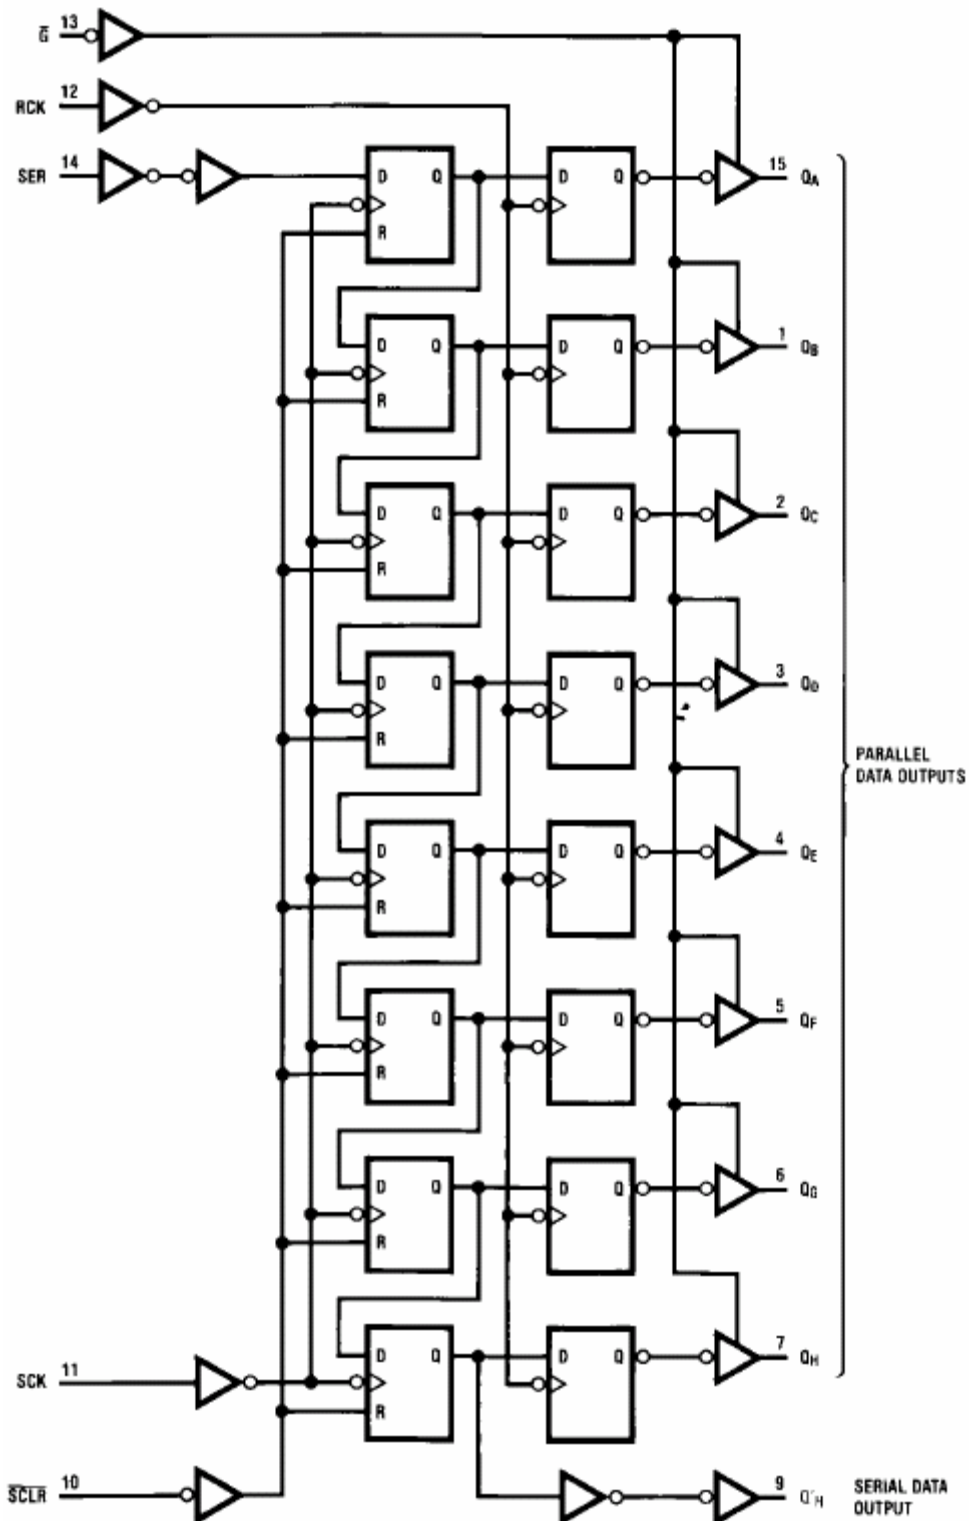 G̅ 13
RCK 12
SER 14
D Q D Q 15 QA
R
D Q D Q 1 QB
R
D Q D Q 2 QC
R
D Q D Q 3 QD
R
PARALLEL
DATA OUTPUTS
D Q D Q 4 QE
R
D Q D Q 5 QF
R
D Q D Q 6 QG
R
D Q D Q 7 QH
SCK 11
R
S̅C̅L̅R̅ 10
9 Q'H
SERIAL DATA
OUTPUT